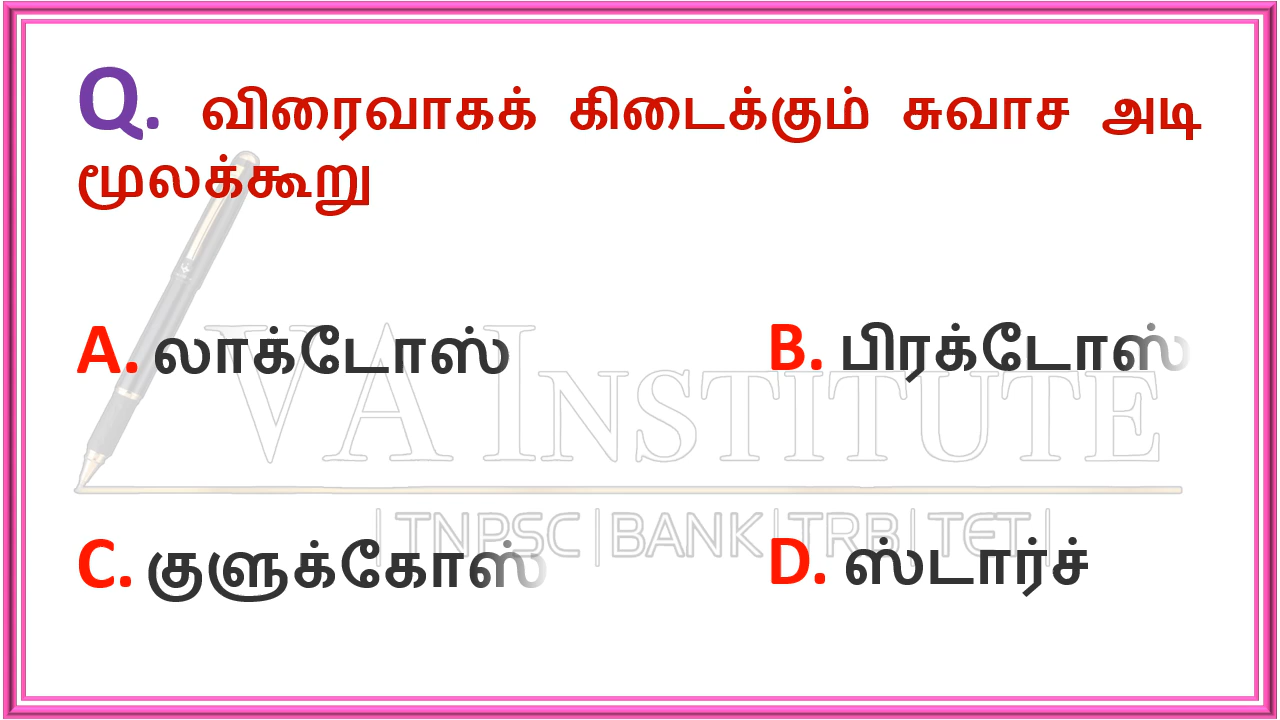 Q. விரைவாகக் கிடைக்கும் சுவாச அடி
மூலக்கூறு
A. லாக்டோஸ்
B. பிரக்டோஸ்
VA INSTITUTE
C. குளுக்கோஸ்
D. ஸ்டார்ச்
|TNPSC|BANK|TRB|TET|